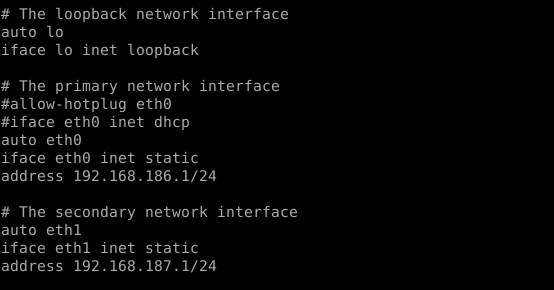 # The loopback network interface
auto lo
iface lo inet loopback

# The primary network interface
#allow-hotplug eth0
#iface eth0 inet dhcp
auto eth0
iface eth0 inet static
address 192.168.186.1/24

# The secondary network interface
auto eth1
iface eth1 inet static
address 192.168.187.1/24